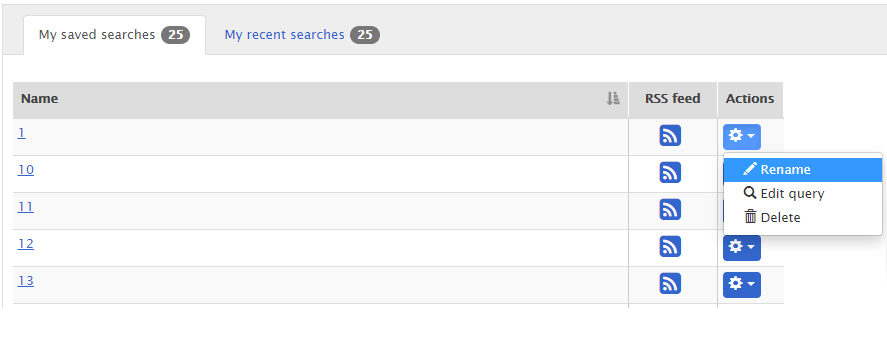 My saved searches 25 My recent searches 25
Name RSS feed Actions
1
Rename
10
Edit query
11
Delete
12
13